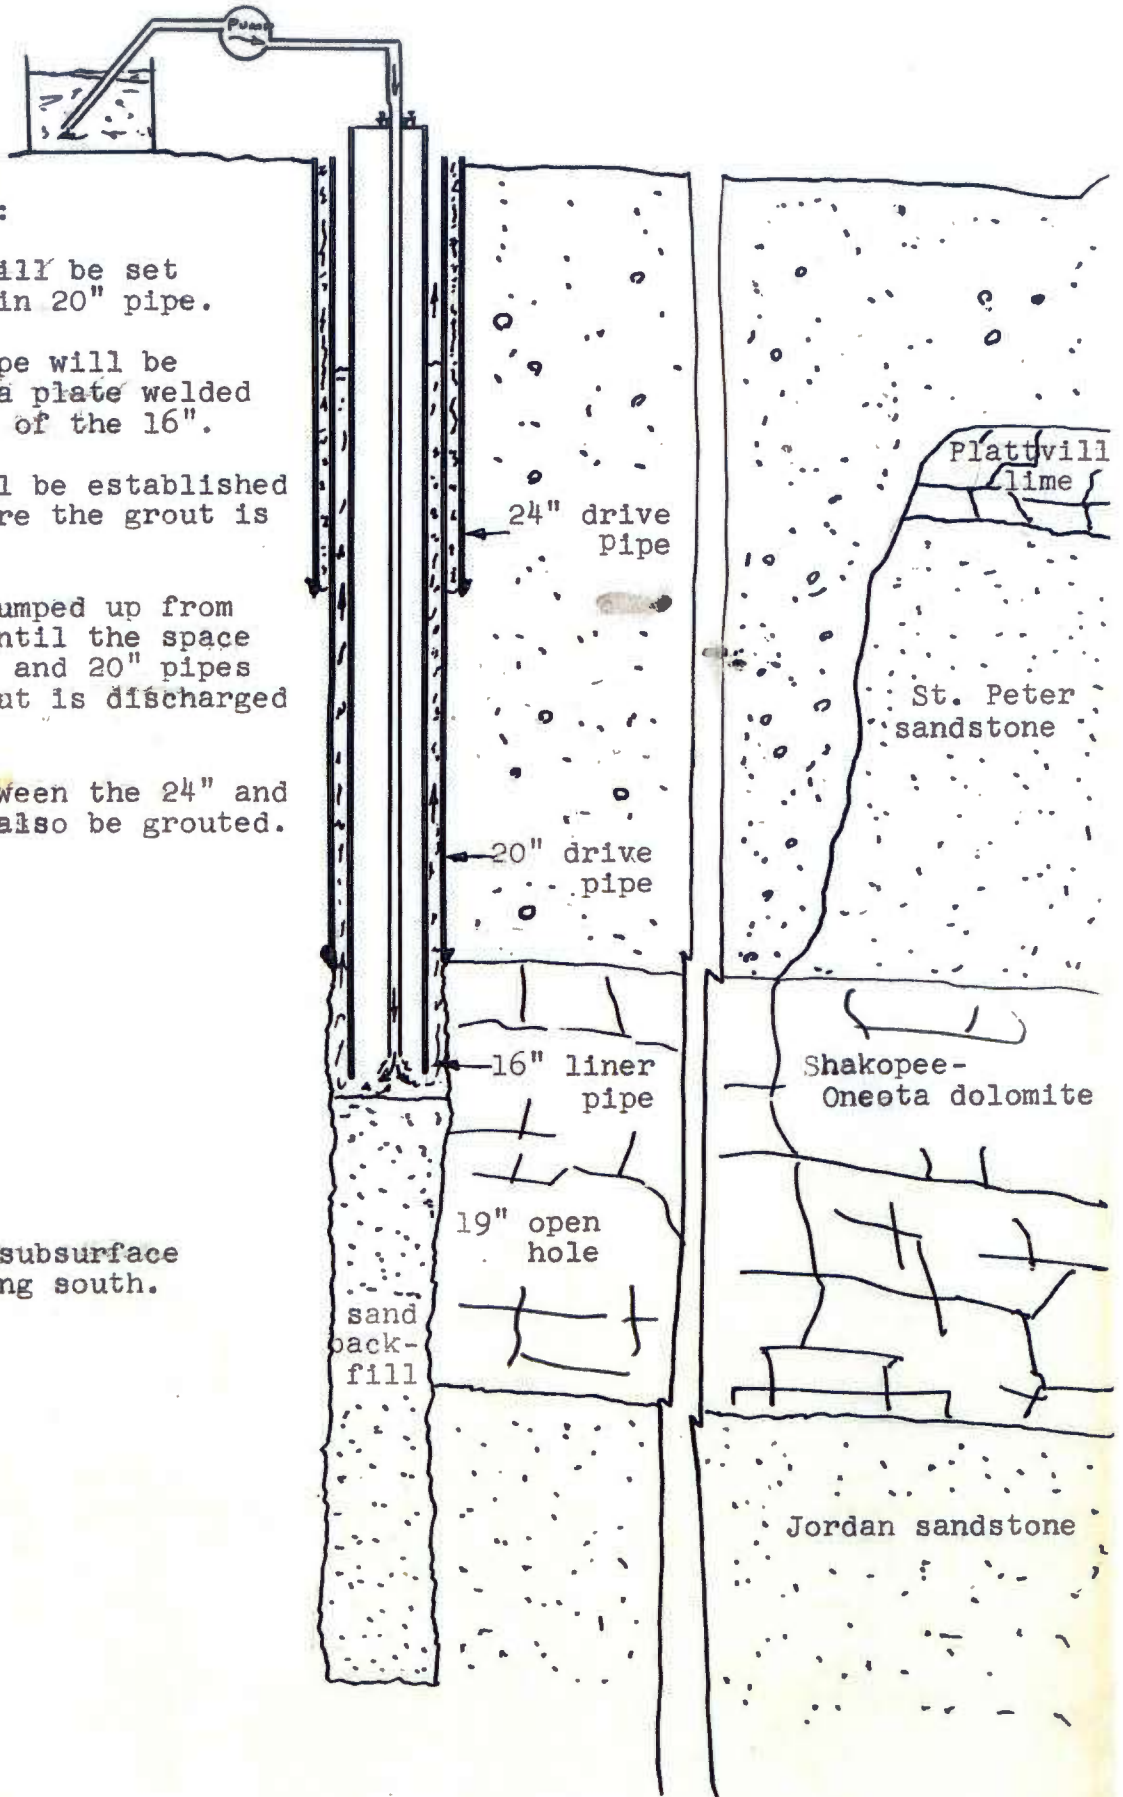 Pump
:
ill be set
in 20" pipe.
pe will be
a plate welded
of the 16".
l be established
re the grout is
umped up from
ntil the space
and 20" pipes
ut is discharged
ween the 24" and
also be grouted.
subsurface
ng south.
24" drive
pipe
20" drive
pipe
16" liner
pipe
19" open
hole
sand
back-
fill
Plattvill
lime
St. Peter
sandstone
Shakopee-
Oneota dolomite
Jordan sandstone